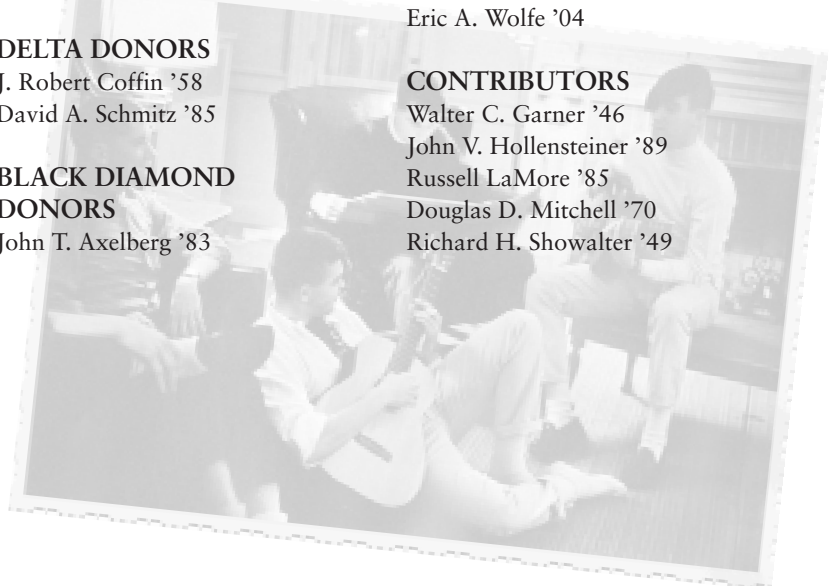 DELTA DONORS
J. Robert Coffin ’58
David A. Schmitz ’85
BLACK DIAMOND
DONORS
John T. Axelberg ’83
Eric A. Wolfe ’04
CONTRIBUTORS
Walter C. Garner ’46
John V. Hollensteiner ’89
Russell LaMore ’85
Douglas D. Mitchell ’70
Richard H. Showalter ’49